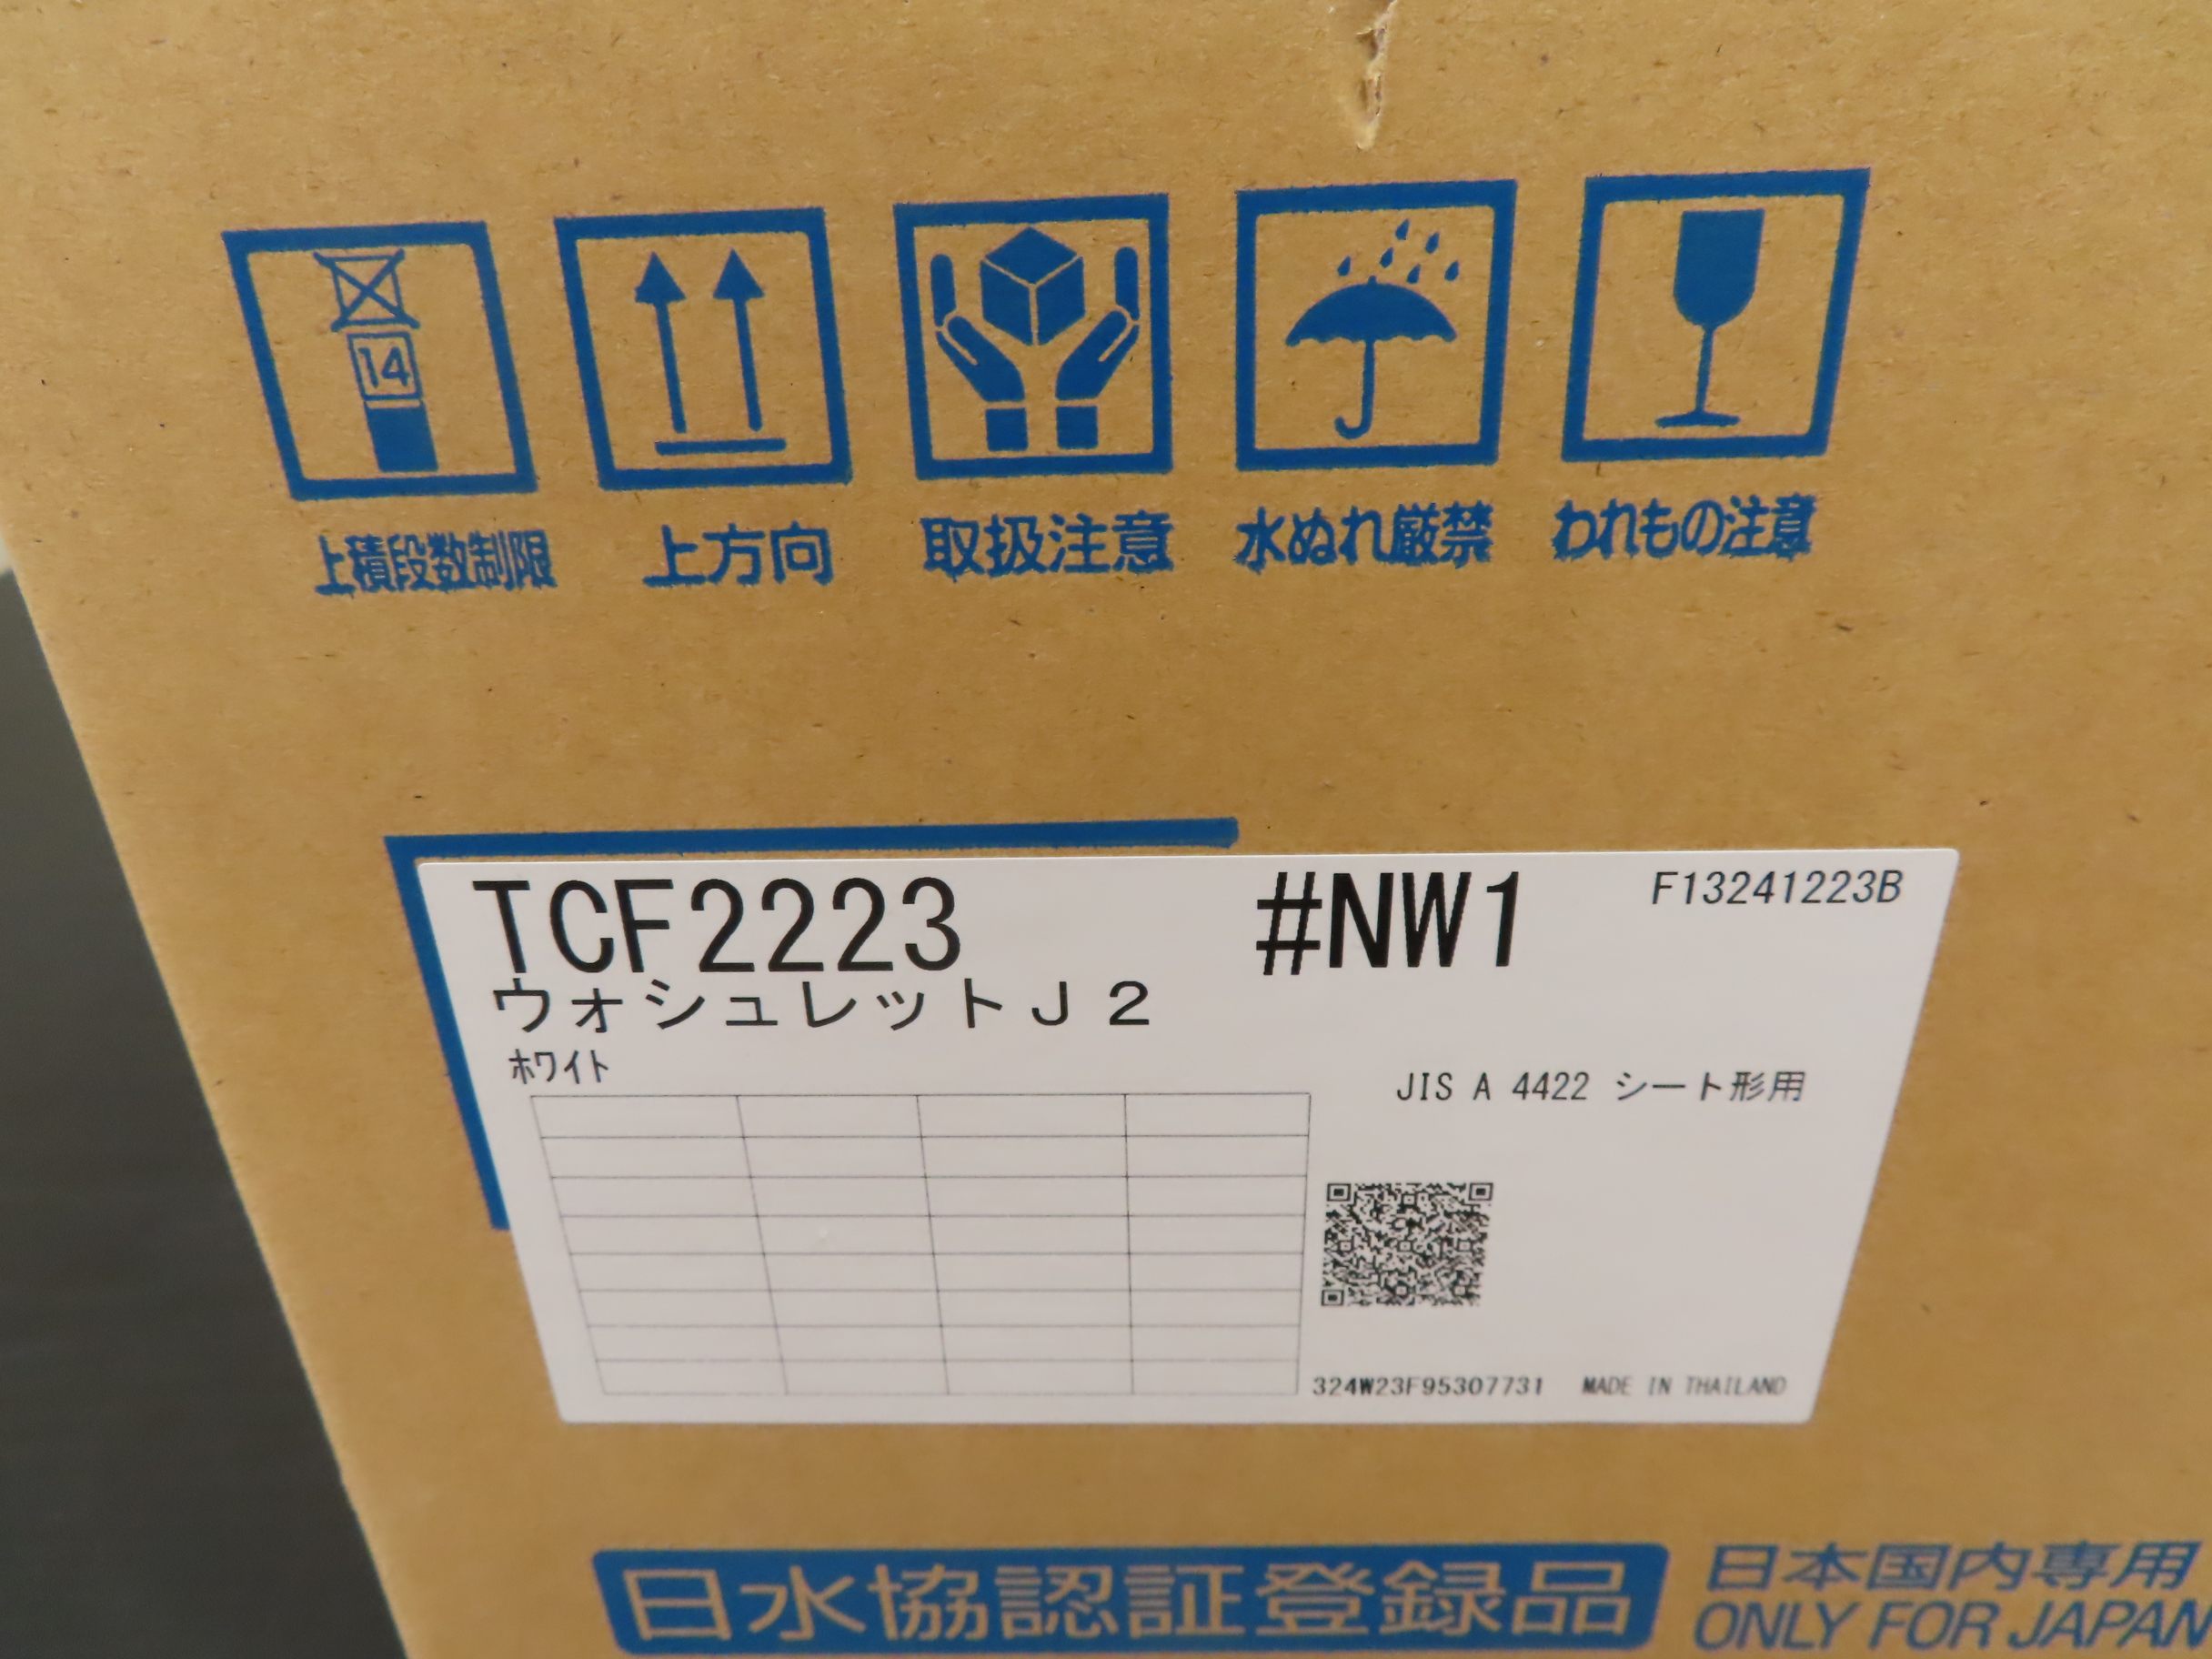 14
上積段数制限
上方向
取扱注意
水ぬれ厳禁
われもの注意
TCF2223 #NW1 F13241223B
ウォシュレットJ2
ホワイト
JIS A 4422 シート形用
324W23F95307731 MADE IN THAILAND
日水協認証登録品
日本国内専用
ONLY FOR JAPAN